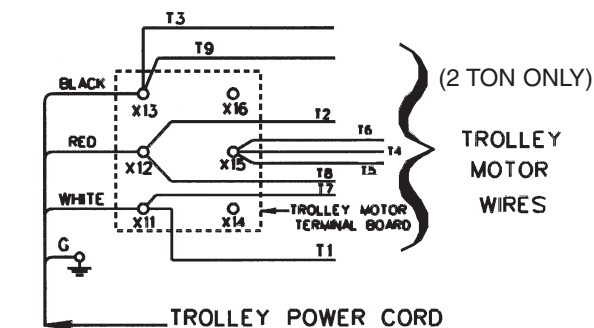 T3
T9
(2 TON ONLY)
BLACK
X13
X16
T2
T6
RED
T4
TROLLEY
X12
X15
T5
MOTOR
T8
T7
WHITE
WIRES
TROLLEY MOTOR
X11
X14
TERMINAL BOARD
G
T1
TROLLEY POWER CORD